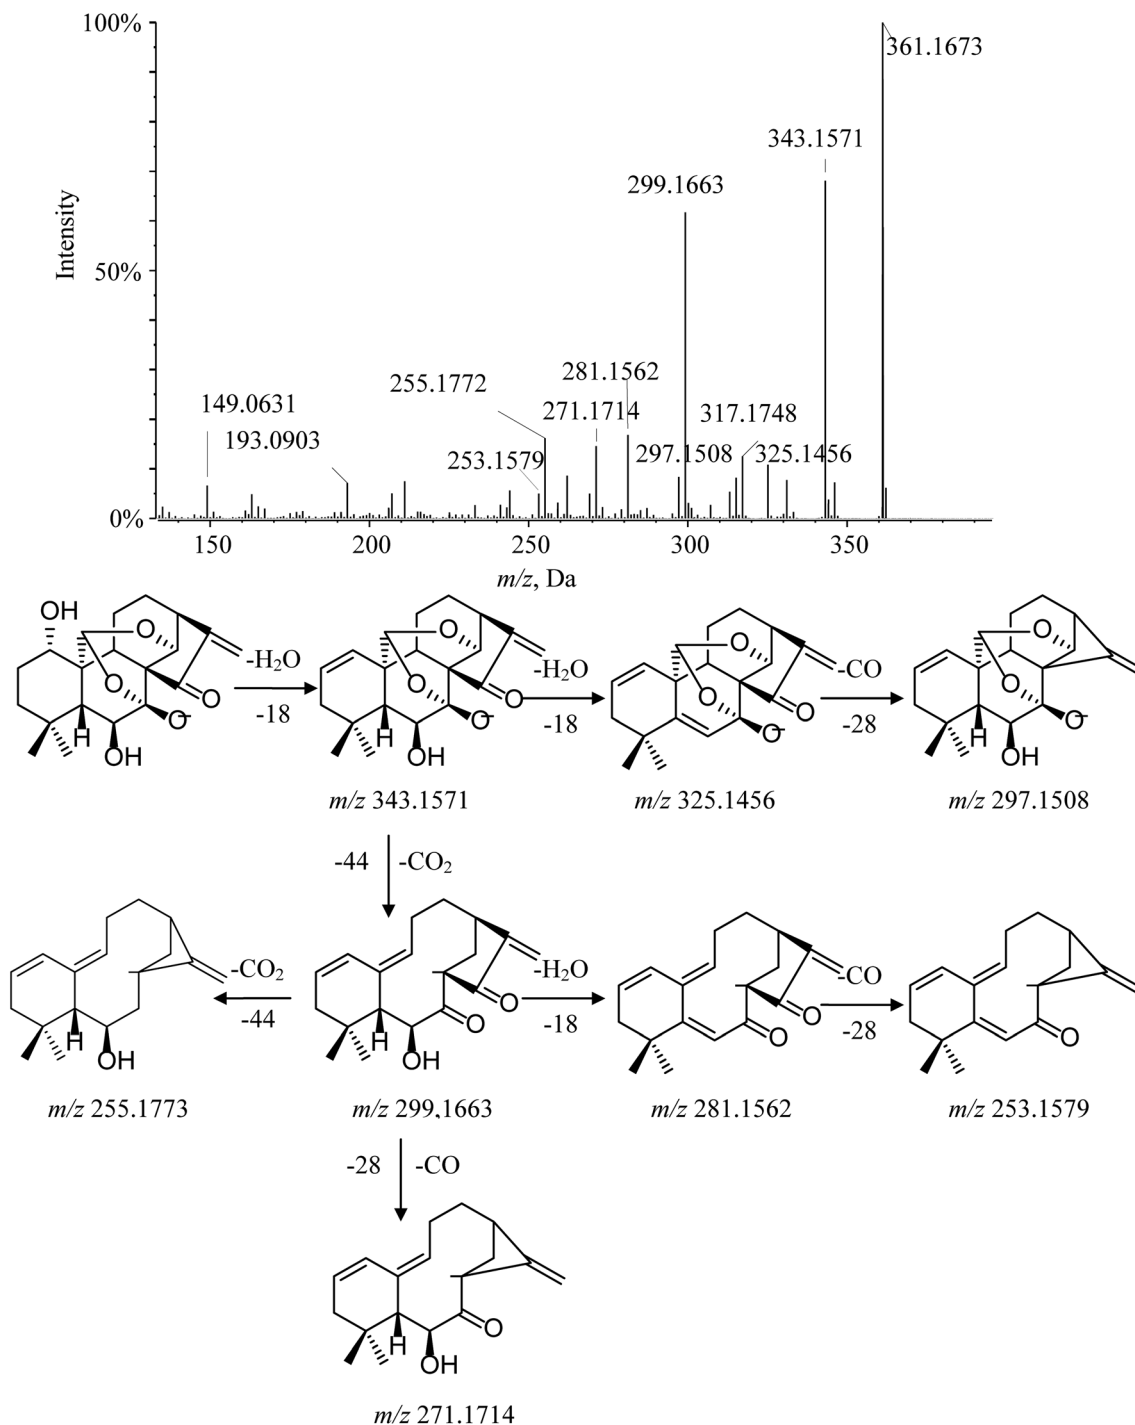 100%
361.1673
343.1571
299.1663
Intensity
50%
281.1562
255.1772
271.1714
317.1748
149.0631
193.0903
253.1579
297.1508
325.1456
0%
150 200 250 300 350
m/z, Da
OH O O O O⁻ H OH
-H₂O
-18
O O O O⁻ H OH
-H₂O
-18
O O O O⁻
-CO
-28
O O O⁻ H OH
m/z 343.1571
m/z 325.1456
m/z 297.1508
-44 -CO₂
H OH
-CO₂
-44
O O H OH
-H₂O
-18
O O
-CO
-28
O
m/z 255.1773
m/z 299.1663
m/z 281.1562
m/z 253.1579
-28 -CO
O
H
OH
m/z 271.1714